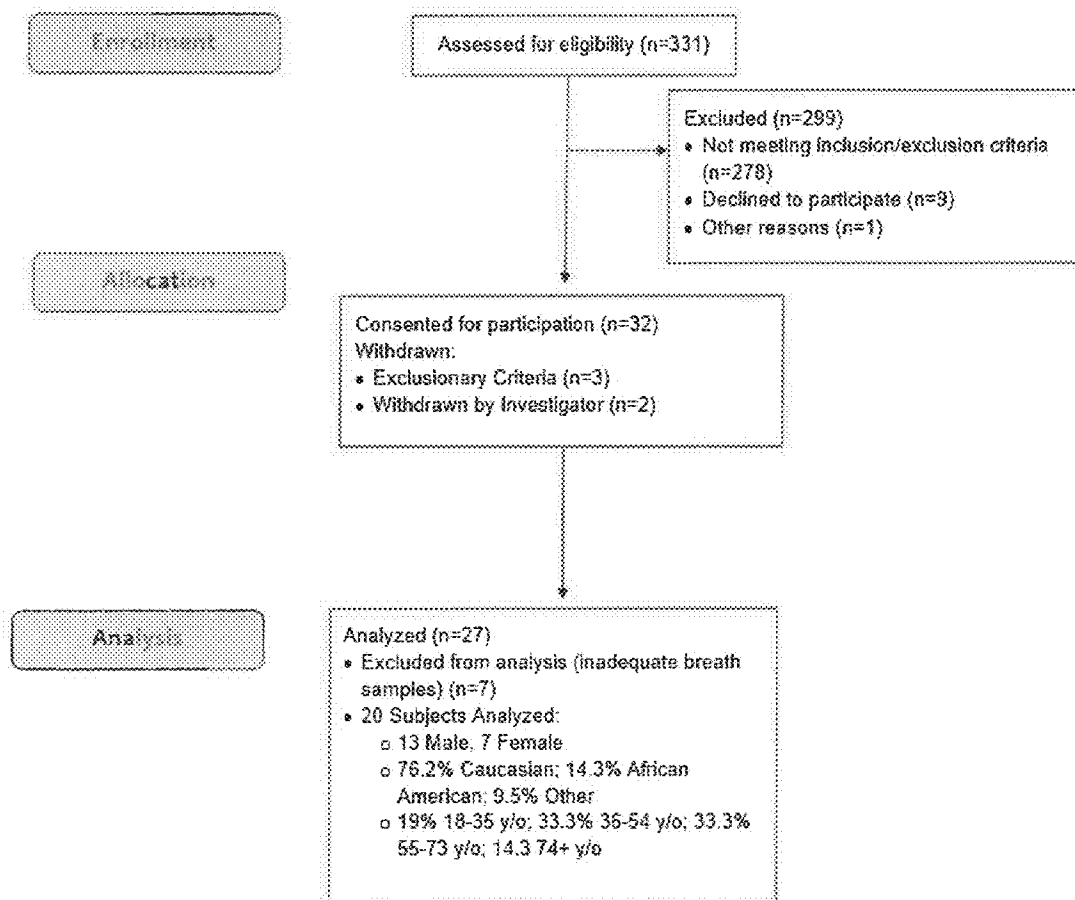 Enrollment
Assessed for eligibility (n=331)
Excluded (n=299)
• Not meeting inclusion/exclusion criteria
(n=278)
• Declined to participate (n=9)
• Other reasons (n=1)
Allocation
Consented for participation (n=32)
Withdrawn:
• Exclusionary Criteria (n=3)
• Withdrawn by Investigator (n=2)
Analysis
Analyzed (n=27)
• Excluded from analysis (inadequate breath
samples) (n=7)
• 20 Subjects Analyzed:
o 13 Male, 7 Female
o 76.2% Caucasian; 14.3% African
American; 9.5% Other
o 19% 18-35 y/o; 33.3% 36-54 y/o; 33.3%
55-73 y/o; 14.3 74+ y/o